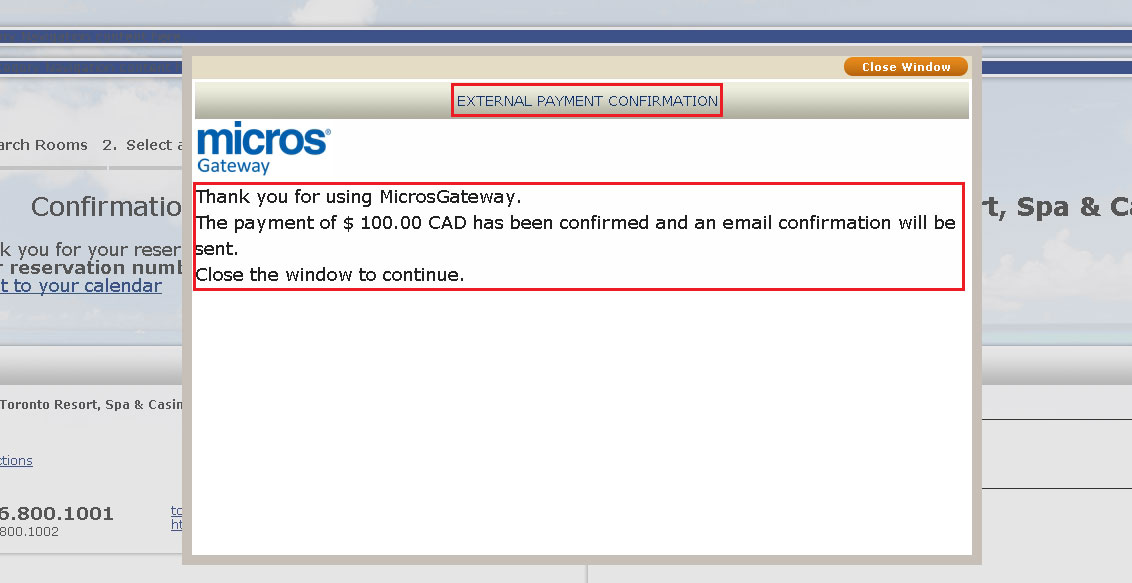 Close Window
EXTERNAL PAYMENT CONFIRMATION
micros®
Gateway
Thank you for using MicrosGateway.
The payment of $ 100.00 CAD has been confirmed and an email confirmation will be
sent.
Close the window to continue.
arch Rooms 2. Select a
Confirmatio
rt, Spa & Ca
k you for your reser
r reservation numb
t to your calendar
Toronto Resort, Spa & Casin
ctions
6.800.1001
800.1002
to
ht